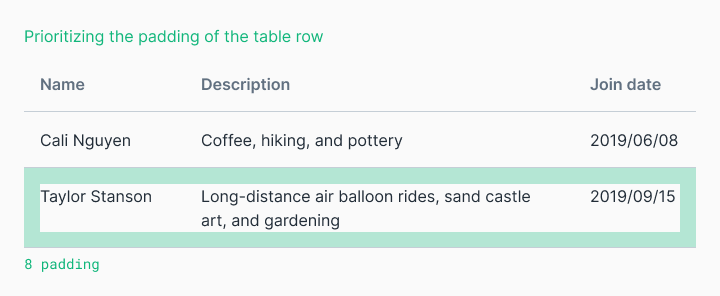 Prioritizing the padding of the table row
Name Description Join date
Cali Nguyen Coffee, hiking, and pottery 2019/06/08
Taylor Stanson Long-distance air balloon rides, sand castle 2019/09/15
art, and gardening
8 padding